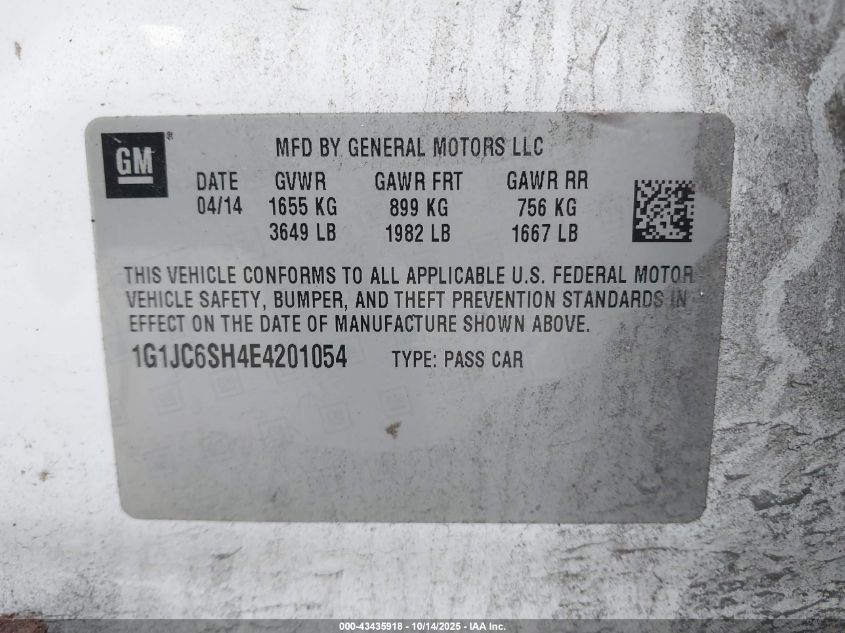 GM®
MFD BY GENERAL MOTORS LLC
DATE GVWR GAWR FRT GAWR RR
04/14 1655 KG 899 KG 756 KG
3649 LB 1982 LB 1667 LB
THIS VEHICLE CONFORMS TO ALL APPLICABLE U.S. FEDERAL MOTOR
VEHICLE SAFETY, BUMPER, AND THEFT PREVENTION STANDARDS IN
EFFECT ON THE DATE OF MANUFACTURE SHOWN ABOVE.
1G1JC6SH4E4201054 TYPE: PASS CAR
000-43435918 - 10/14/2025 - IAA Inc.